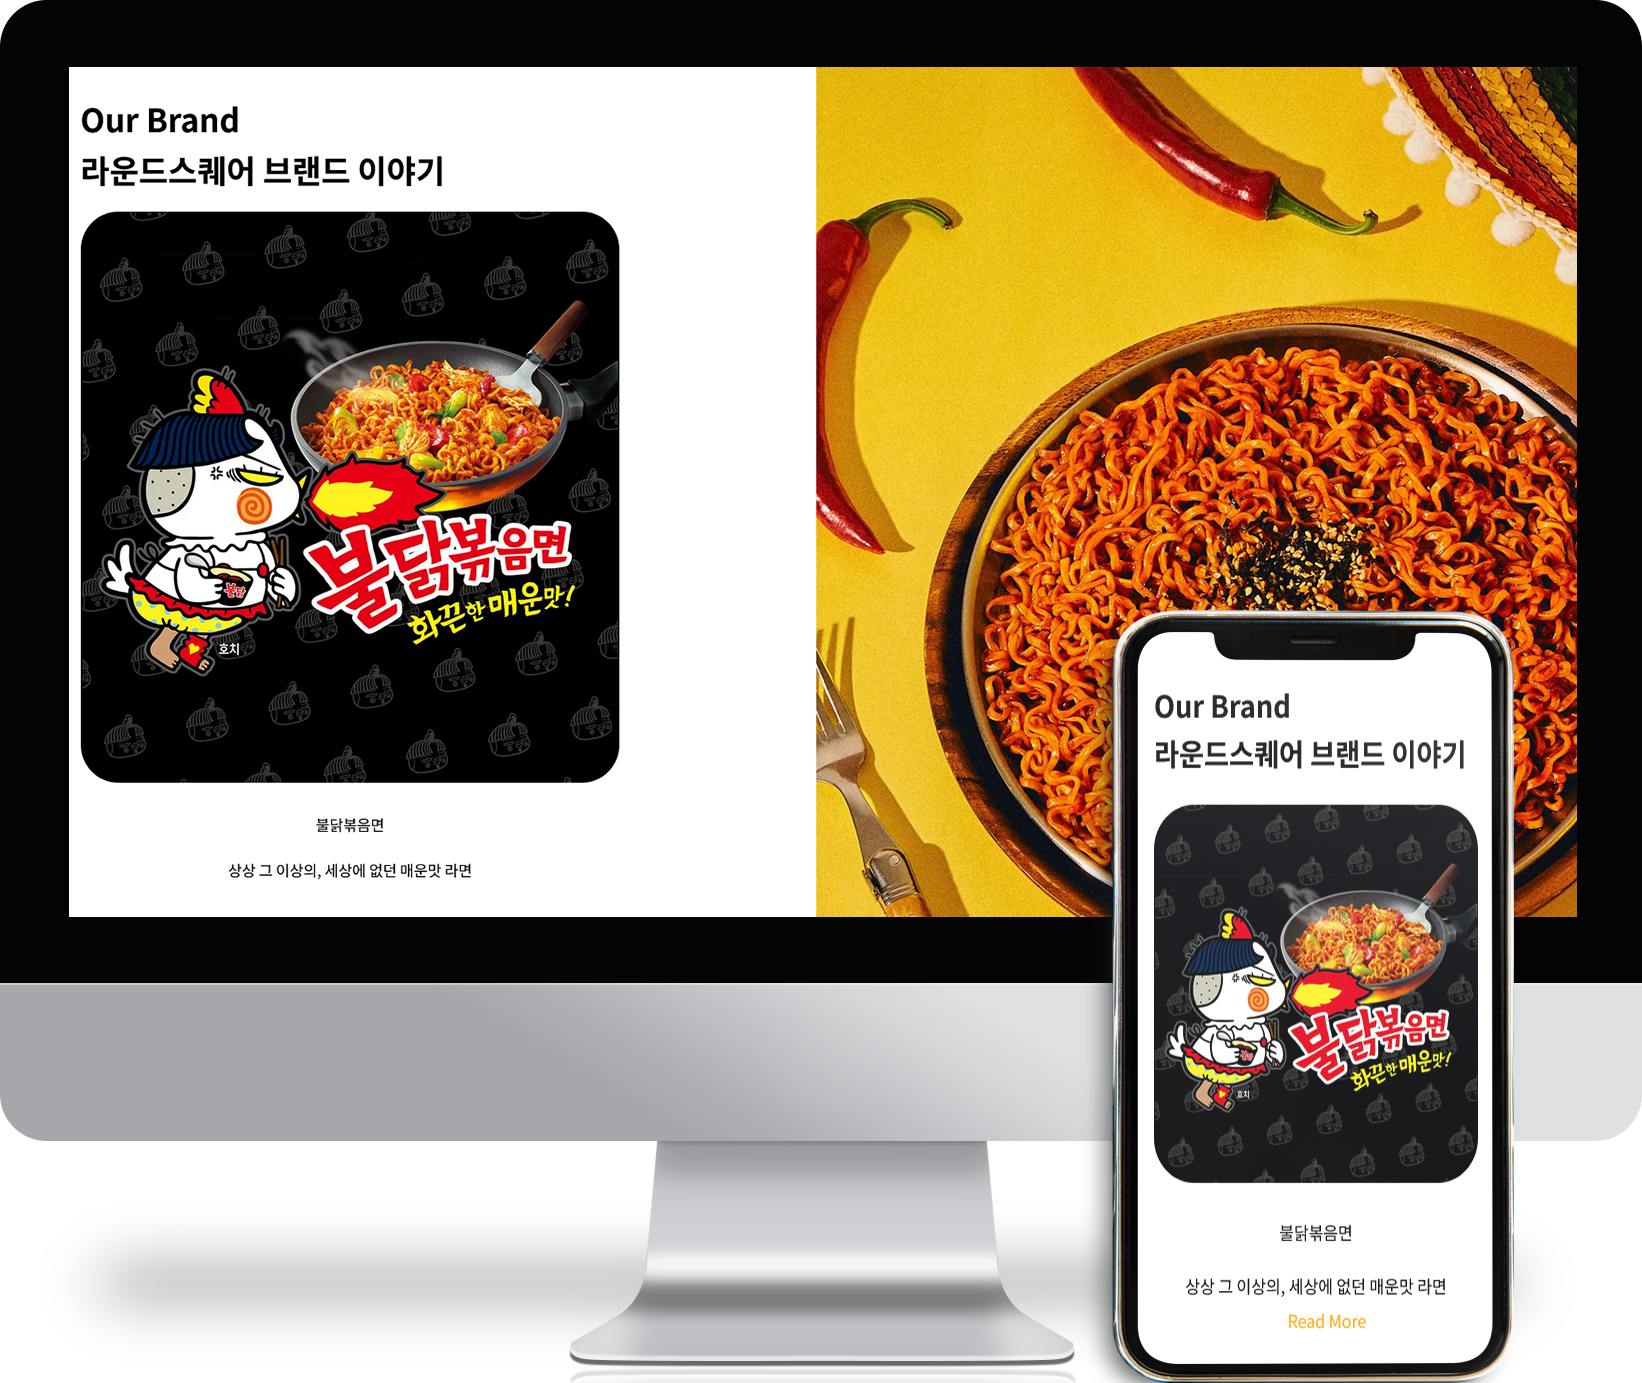 Our Brand
라운드스퀘어 브랜드 이야기
불닭
호치
불닭볶음면
화끈한 매운맛!
불닭볶음면
상상 그 이상의, 세상에 없던 매운맛 라면
Our Brand
라운드스퀘어 브랜드 이야기
불닭볶음면
화끈한 매운맛!
호치
불닭볶음면
상상 그 이상의, 세상에 없던 매운맛 라면
Read More